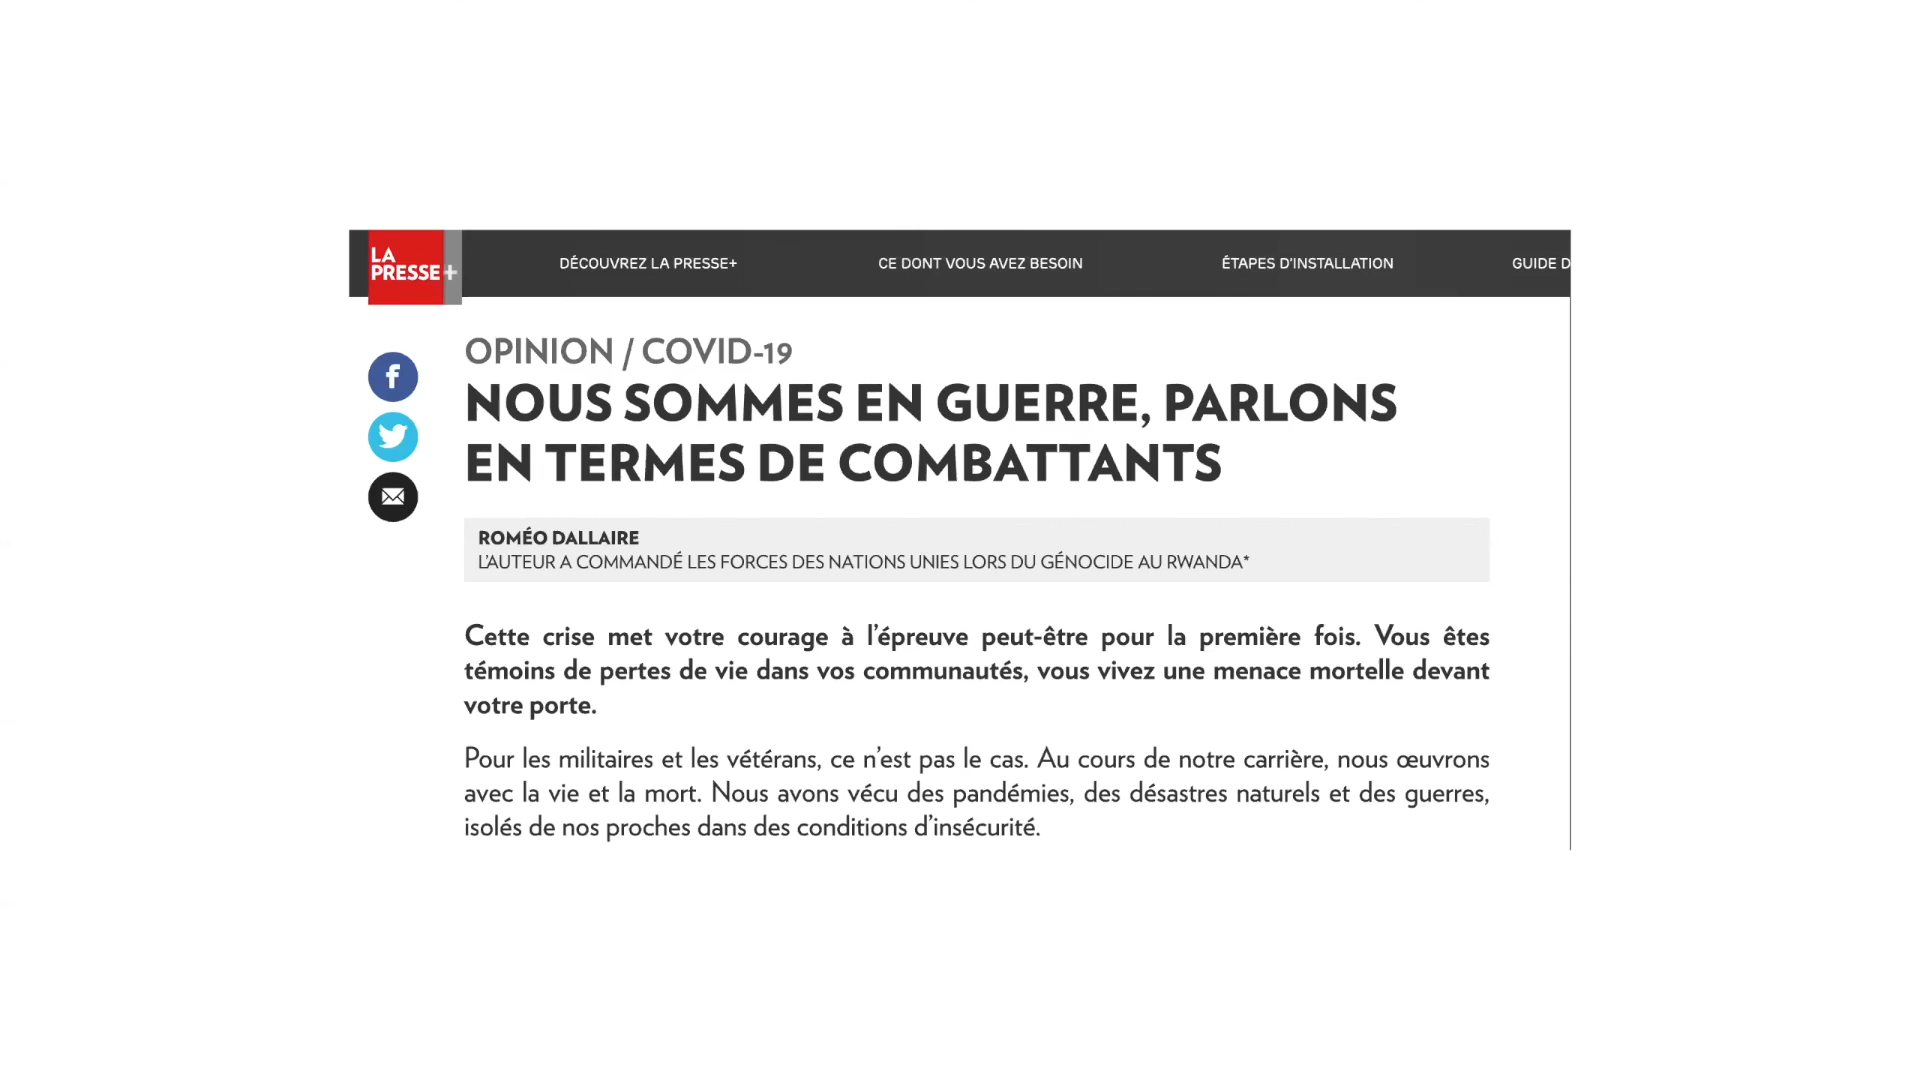 LA
PRESSE+
DÉCOUVREZ LA PRESSE+
CE DONT VOUS AVEZ BESOIN
ÉTAPES D'INSTALLATION
GUIDE D
OPINION / COVID-19
NOUS SOMMES EN GUERRE, PARLONS
EN TERMES DE COMBATTANTS
ROMÉO DALLAIRE
L’AUTEUR A COMMANDÉ LES FORCES DES NATIONS UNIES LORS DU GÉNOCIDE AU RWANDA*
Cette crise met votre courage à l’épreuve peut-être pour la première fois. Vous êtes
témoins de pertes de vie dans vos communautés, vous vivez une menace mortelle devant
votre porte.
Pour les militaires et les vétérans, ce n’est pas le cas. Au cours de notre carrière, nous œuvrons
avec la vie et la mort. Nous avons vécu des pandémies, des désastres naturels et des guerres,
isolés de nos proches dans des conditions d’insécurité.